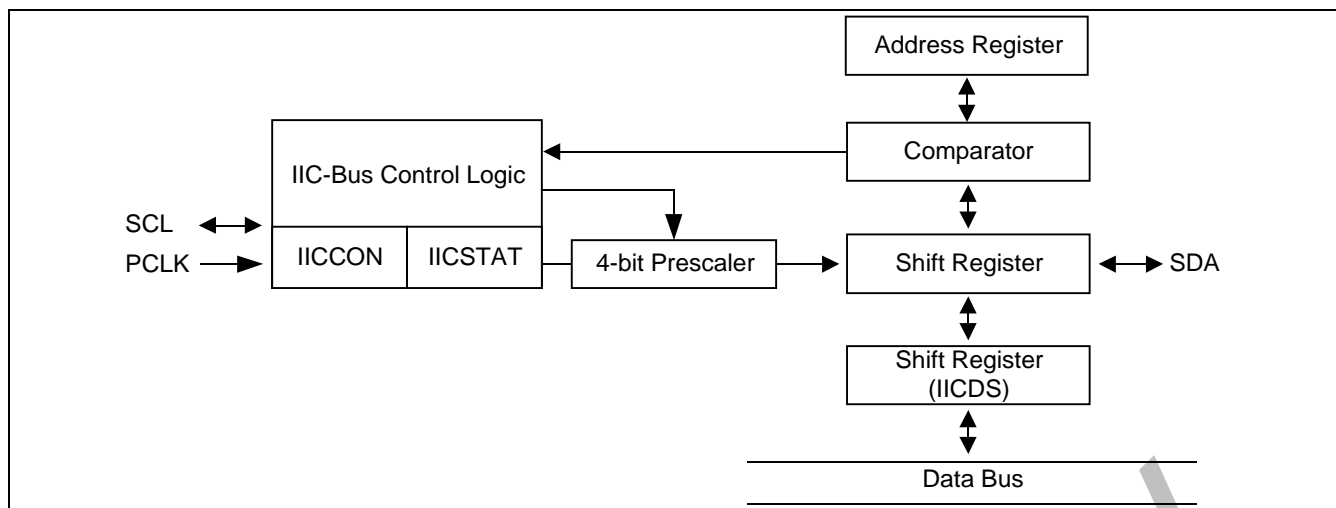 Address Register
Comparator
IIC-Bus Control Logic
SCL
PCLK
IICCON
IICSTAT
4-bit Prescaler
Shift Register
SDA
Shift Register
(IICDS)
Data Bus